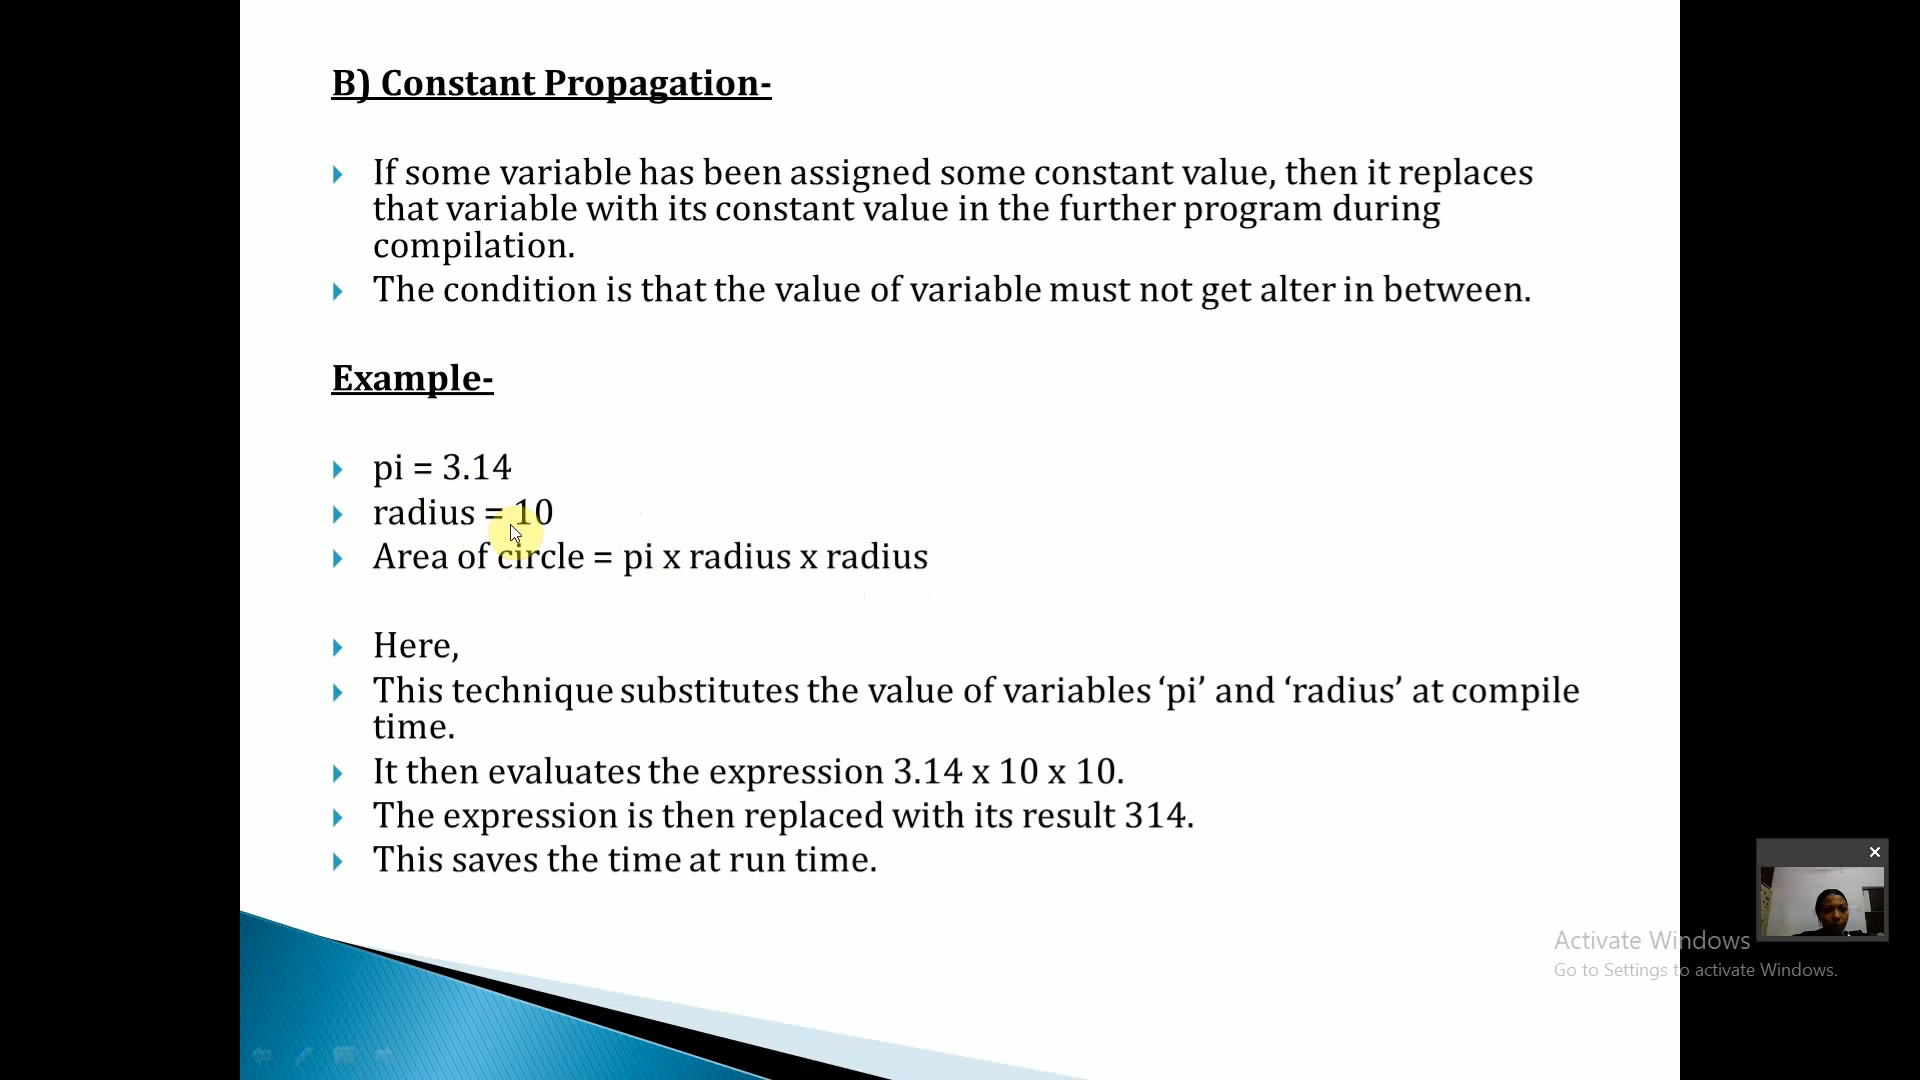 B) Constant Propagation-
If some variable has been assigned some constant value, then it replaces
that variable with its constant value in the further program during
compilation.
The condition is that the value of variable must not get alter in between.
Example-
pi = 3.14
radius = 10
Area of circle = pi x radius x radius
Here,
This technique substitutes the value of variables ‘pi’ and ‘radius’ at compile
time.
It then evaluates the expression 3.14 x 10 x 10.
The expression is then replaced with its result 314.
This saves the time at run time.
Activate Windows
Go to Settings to activate Windows.